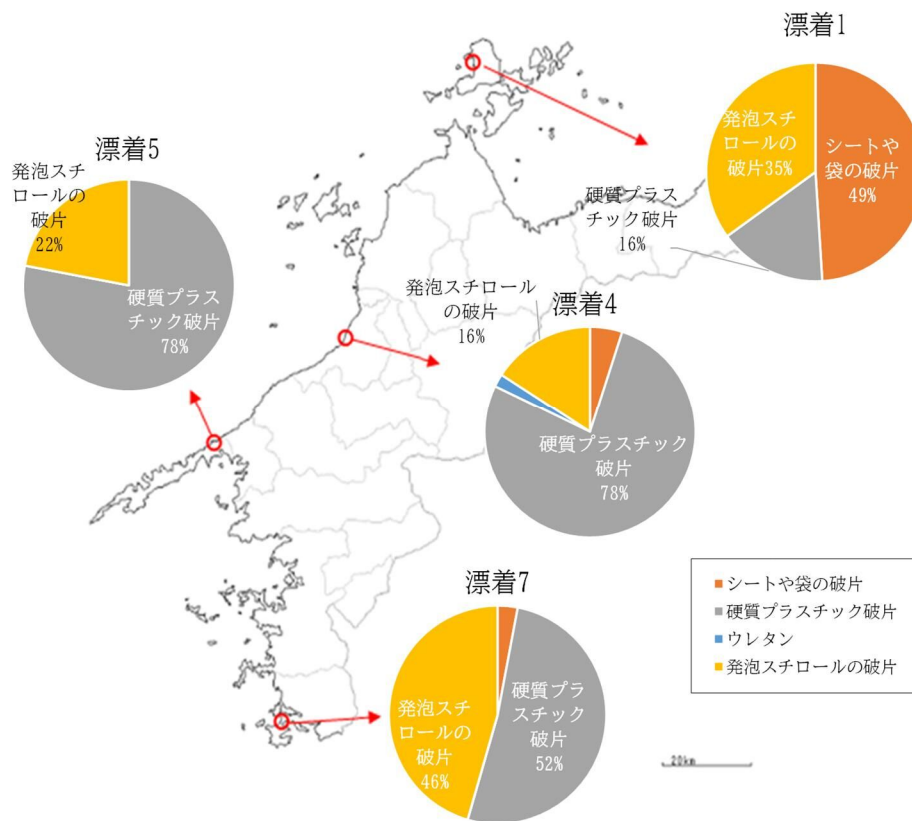 漂着1
発泡スチ
ロールの
破片35%
シートや
袋の破片
49%
硬質プラス
チック破片
16%
漂着5
発泡スチ
ロールの
破片
22%
硬質プラス
チック破片
78%
漂着4
発泡スチロール
の破片
16%
硬質プラスチック
破片
78%
漂着7
発泡スチ
ロールの
破片
46%
硬質プラ
スチック
破片
52%
シートや袋の破片
硬質プラスチック破片
ウレタン
発泡スチロールの破片
20km